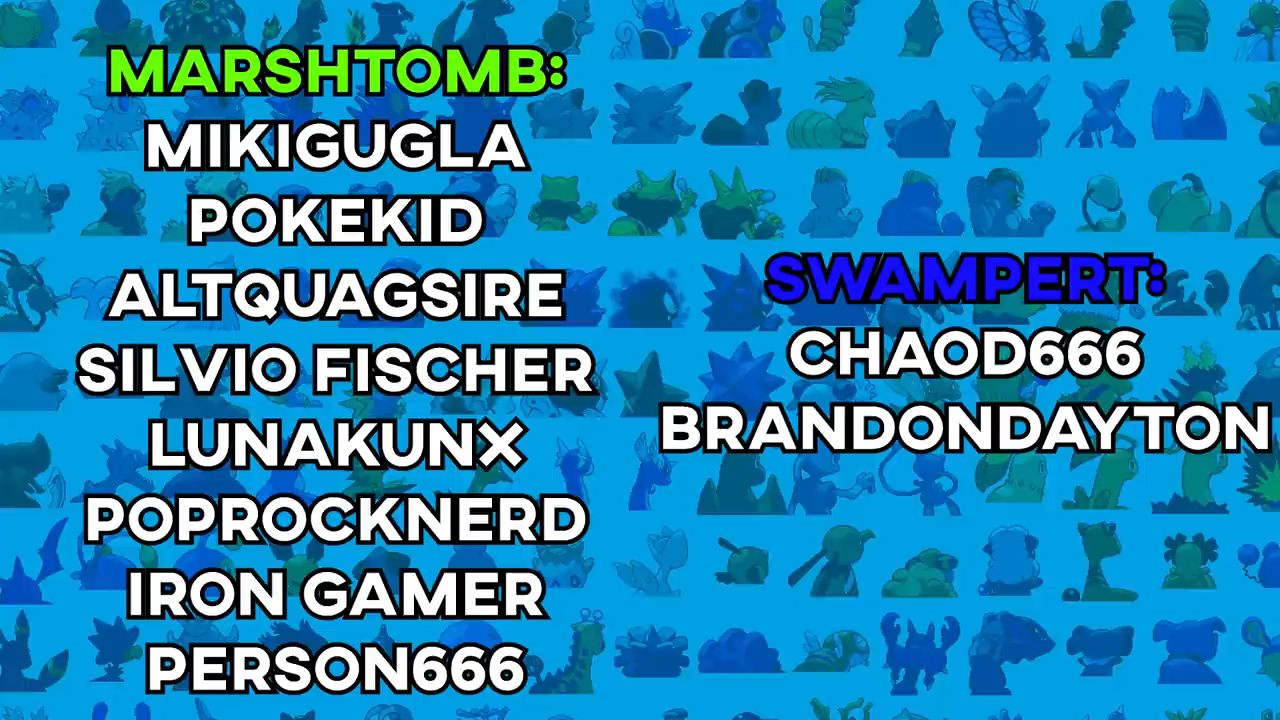 MARSHTOMB:
MIKIGUGLA
POKEKID
ALTQUAGSIRE
SILVIO FISCHER
LUNAKUNX
POPROCKNERD
IRON GAMER
PERSON666
SWAMPERT:
CHAOD666
BRANDONDAYTON